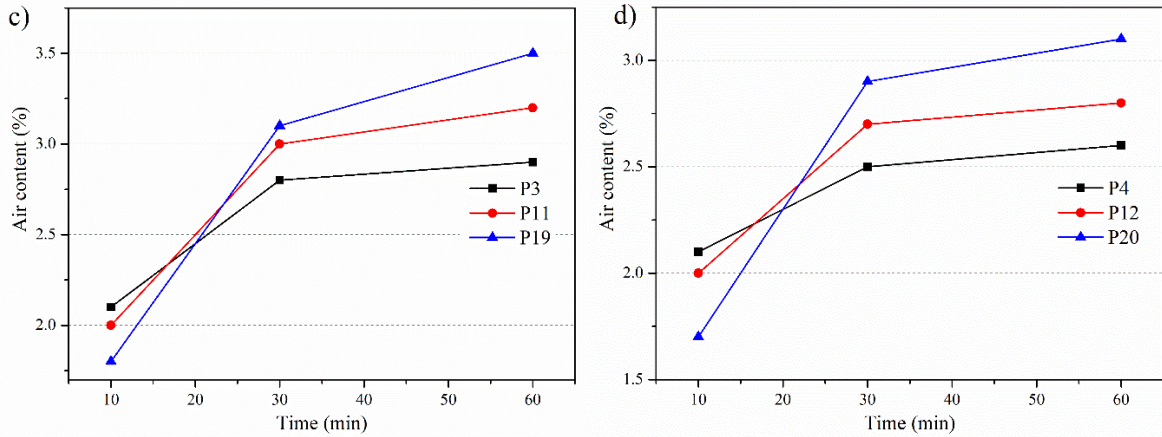 c)
Air content (%)
3.5
3.0
2.5
2.0
P3
P11
P19
10 20 30 40 50 60
Time (min)
d)
Air content (%)
3.0
2.5
2.0
1.5
P4
P12
P20
10 20 30 40 50 60
Time (min)